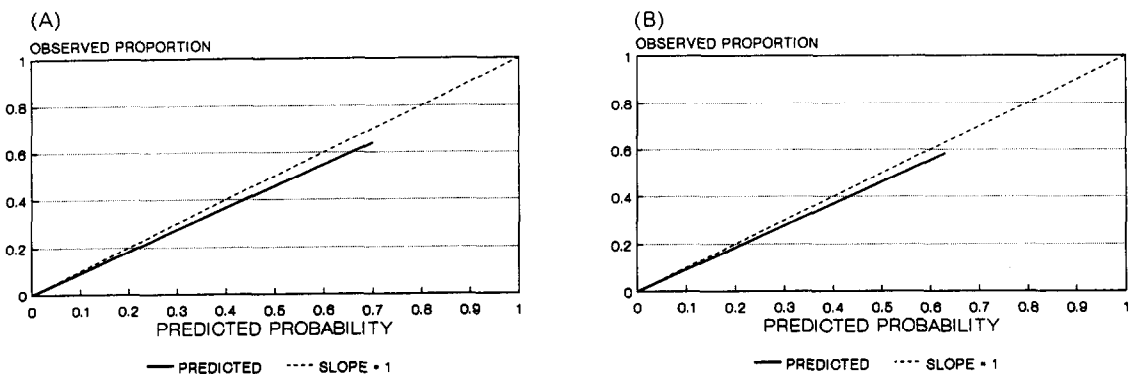 (A)
OBSERVED PROPORTION
1
0.8
0.6
0.4
0.2
0
0 0.1 0.2 0.3 0.4 0.5 0.6 0.7 0.8 0.9 1
PREDICTED PROBABILITY
PREDICTED SLOPE = 1
(B)
OBSERVED PROPORTION
1
0.8
0.6
0.4
0.2
0
0 0.1 0.2 0.3 0.4 0.5 0.6 0.7 0.8 0.9 1
PREDICTED PROBABILITY
PREDICTED SLOPE = 1